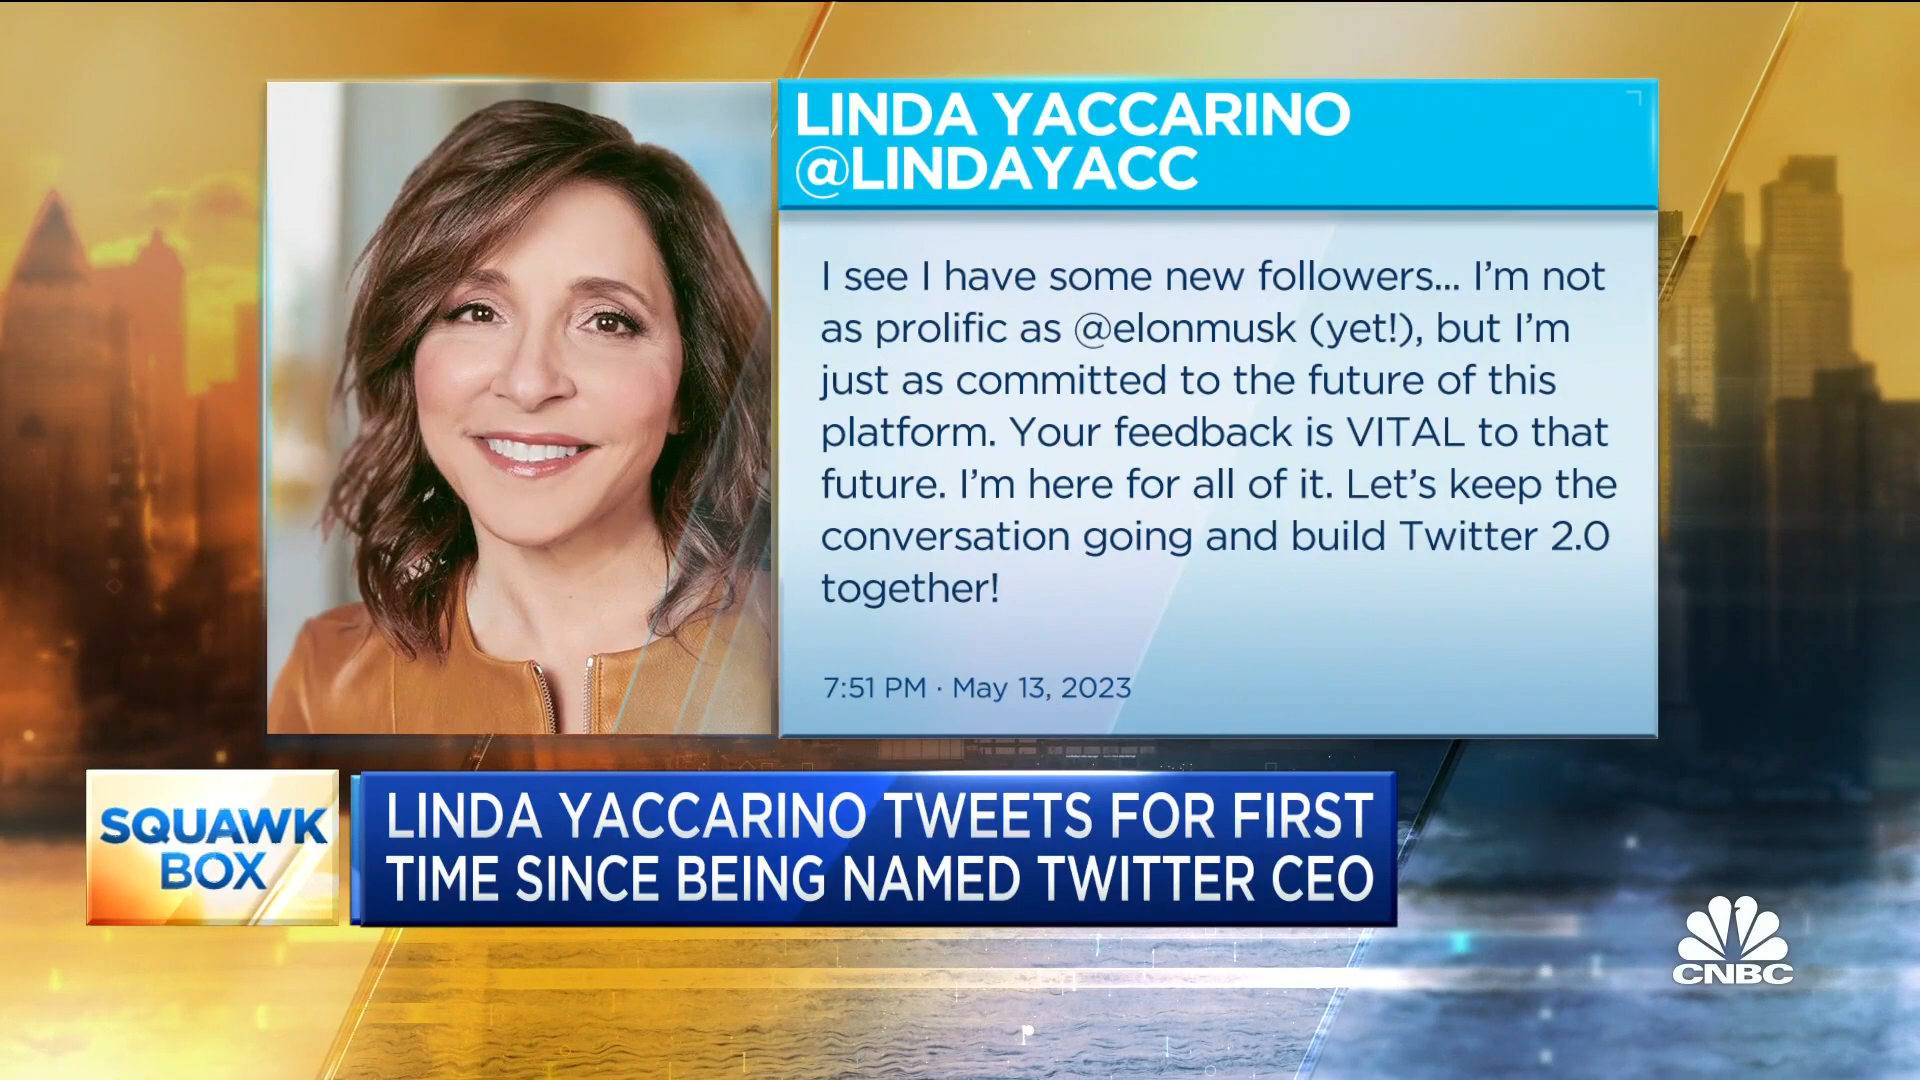 LINDA YACCARINO
@LINDAYACC
I see I have some new followers... I'm not
as prolific as @elonmusk (yet!), but I'm
just as committed to the future of this
platform. Your feedback is VITAL to that
future. I'm here for all of it. Let's keep the
conversation going and build Twitter 2.0
together!
7:51 PM · May 13, 2023
SQUAWK
BOX
LINDA YACCARINO TWEETS FOR FIRST
TIME SINCE BEING NAMED TWITTER CEO
CNBC